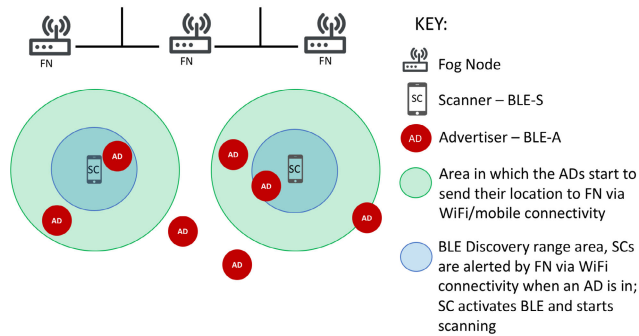 FN
FN
FN
SC
AD
AD
AD
AD
SC
AD
AD
AD
KEY:
Fog Node
SC
Scanner – BLE-S
AD
Advertiser – BLE-A
Area in which the ADs start to
send their location to FN via
WiFi/mobile connectivity
BLE Discovery range area, SCs
are alerted by FN via WiFi
connectivity when an AD is in;
SC activates BLE and starts
scanning